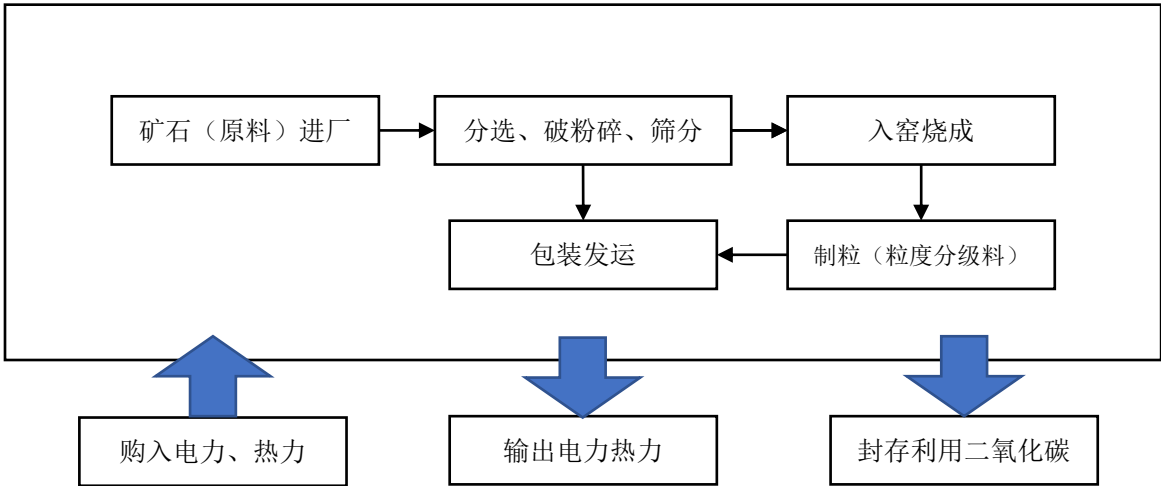 矿石（原料）进厂
分选、破粉碎、筛分
入窑烧成
包装发运
制粒（粒度分级料）
购入电力、热力
输出电力热力
封存利用二氧化碳